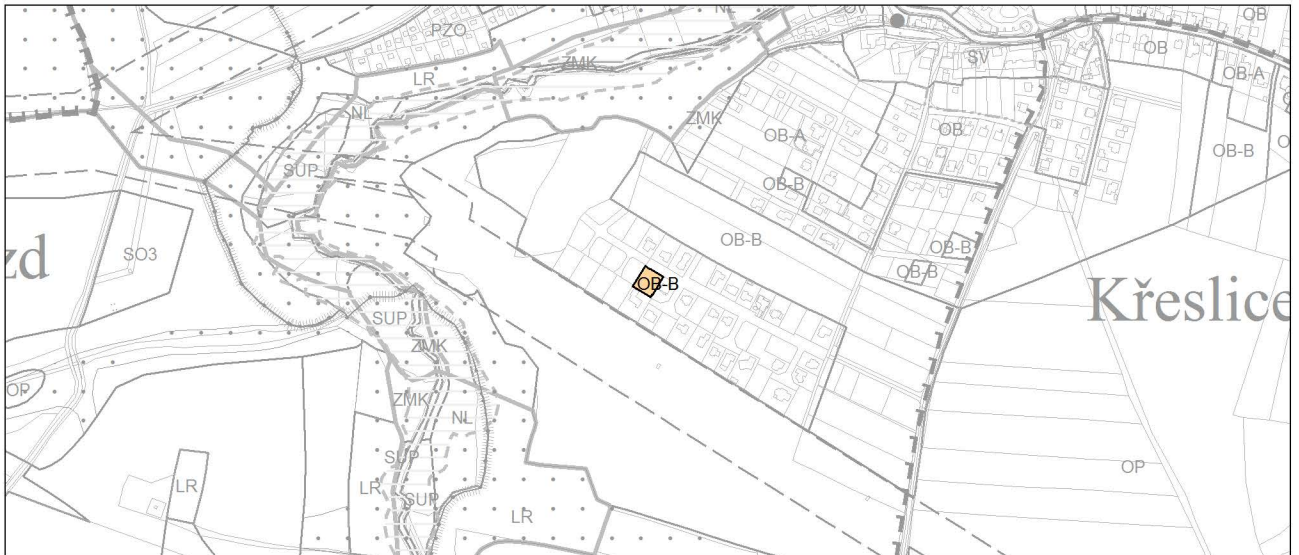 NL
OV
OB
PZO
SV
OB
ZMK
OB-A
LR
NL
ZMK
OB-A
OB
OB-B
SUP
OB-B
OB-B
OB-B
zd
SO3
OB-B
OB-B
Křeslice
SUP
ZMK
OP
ZMK
NL
SUP
OP
LR
LR
SUP
LR